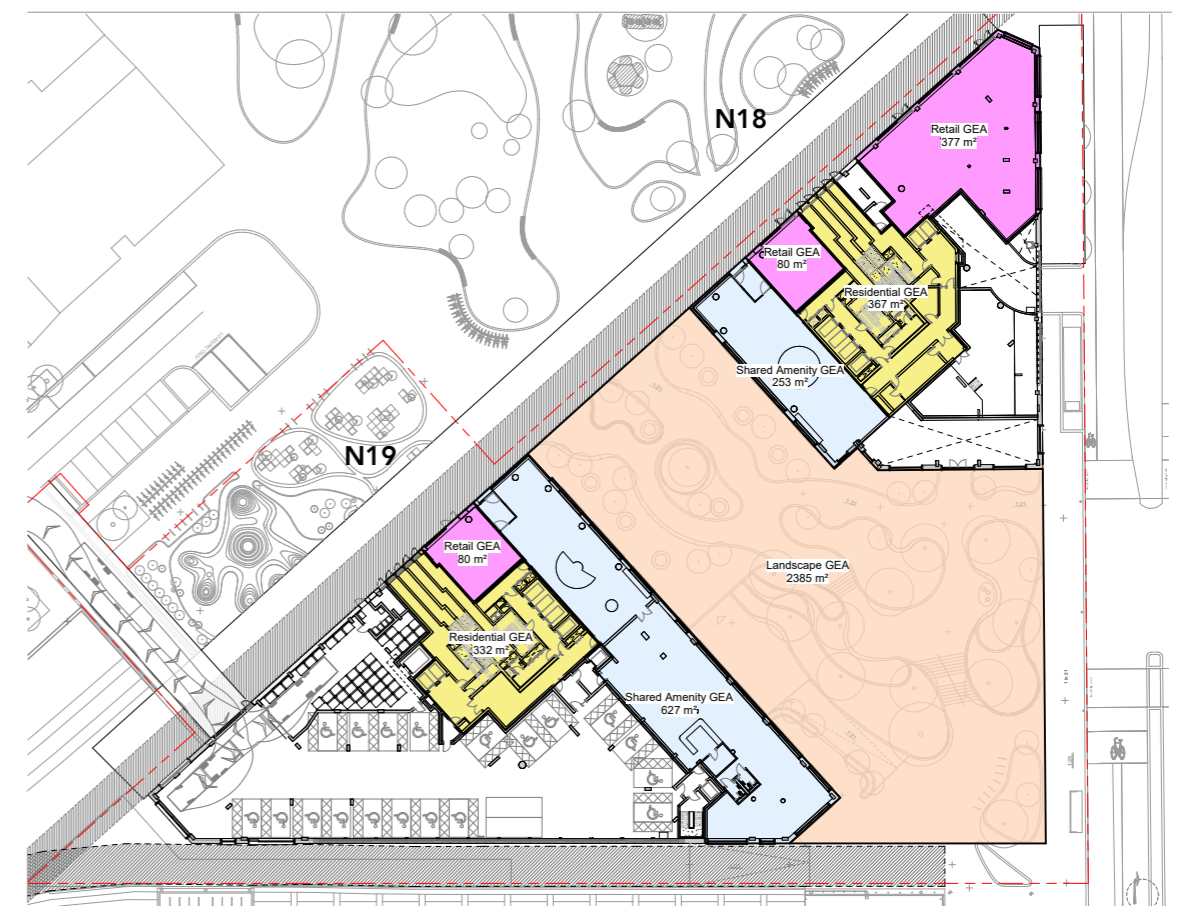 N18
Retail GEA
377 m²
Retail GEA
80 m²
Residential GEA
367 m²
Shared Amenity GEA
253 m²
N19
Retail GEA
80 m²
Landscape GEA
2385 m²
Residential GEA
332 m²
Shared Amenity GEA
627 m²